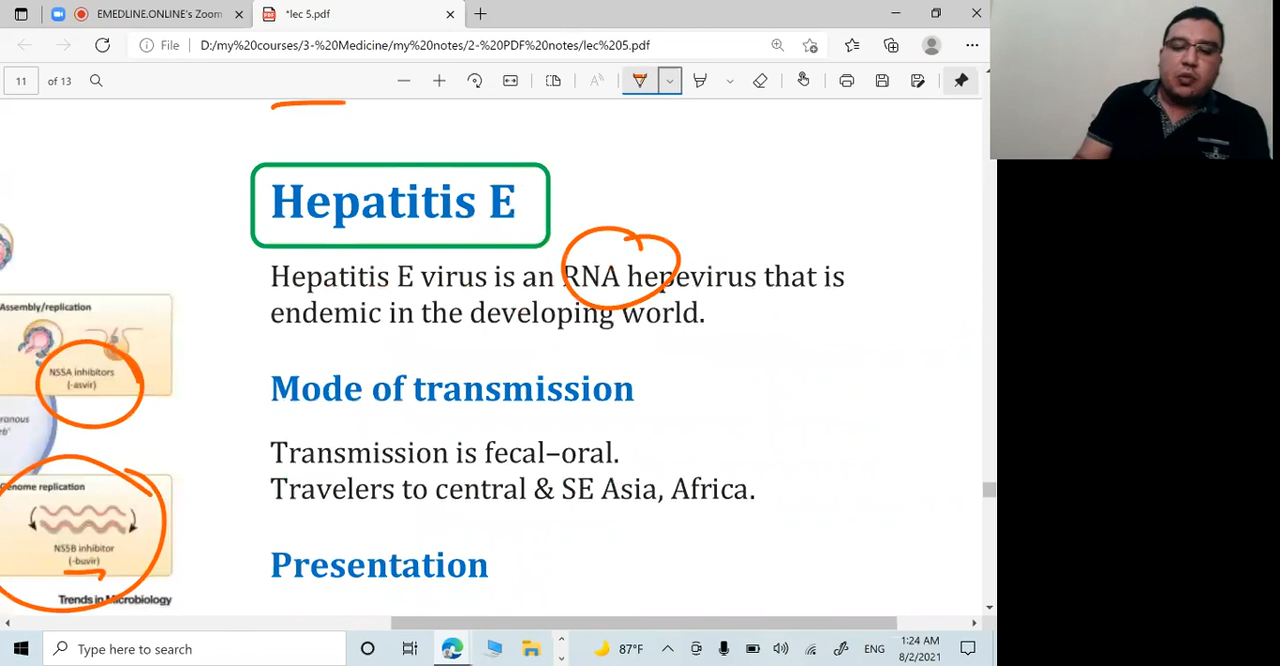 EMEDLINE.ONLINE's Zoom
*lec 5.pdf
File
D:/my%20courses/3-%20Medicine/my%20notes/2-%20PDF%20notes/lec%205.pdf
11
of 13
Hepatitis E
Hepatitis E virus is an RNA hepevirus that is
endemic in the developing world.
Mode of transmission
Transmission is fecal–oral.
Travelers to central & SE Asia, Africa.
Presentation
Assembly/replication
NS5A inhibitors
(-asvir)
Genome replication
NS5B inhibitor
(-buvir)
Trends in Microbiology
Type here to search
87°F
ENG
1:24 AM
8/2/2021